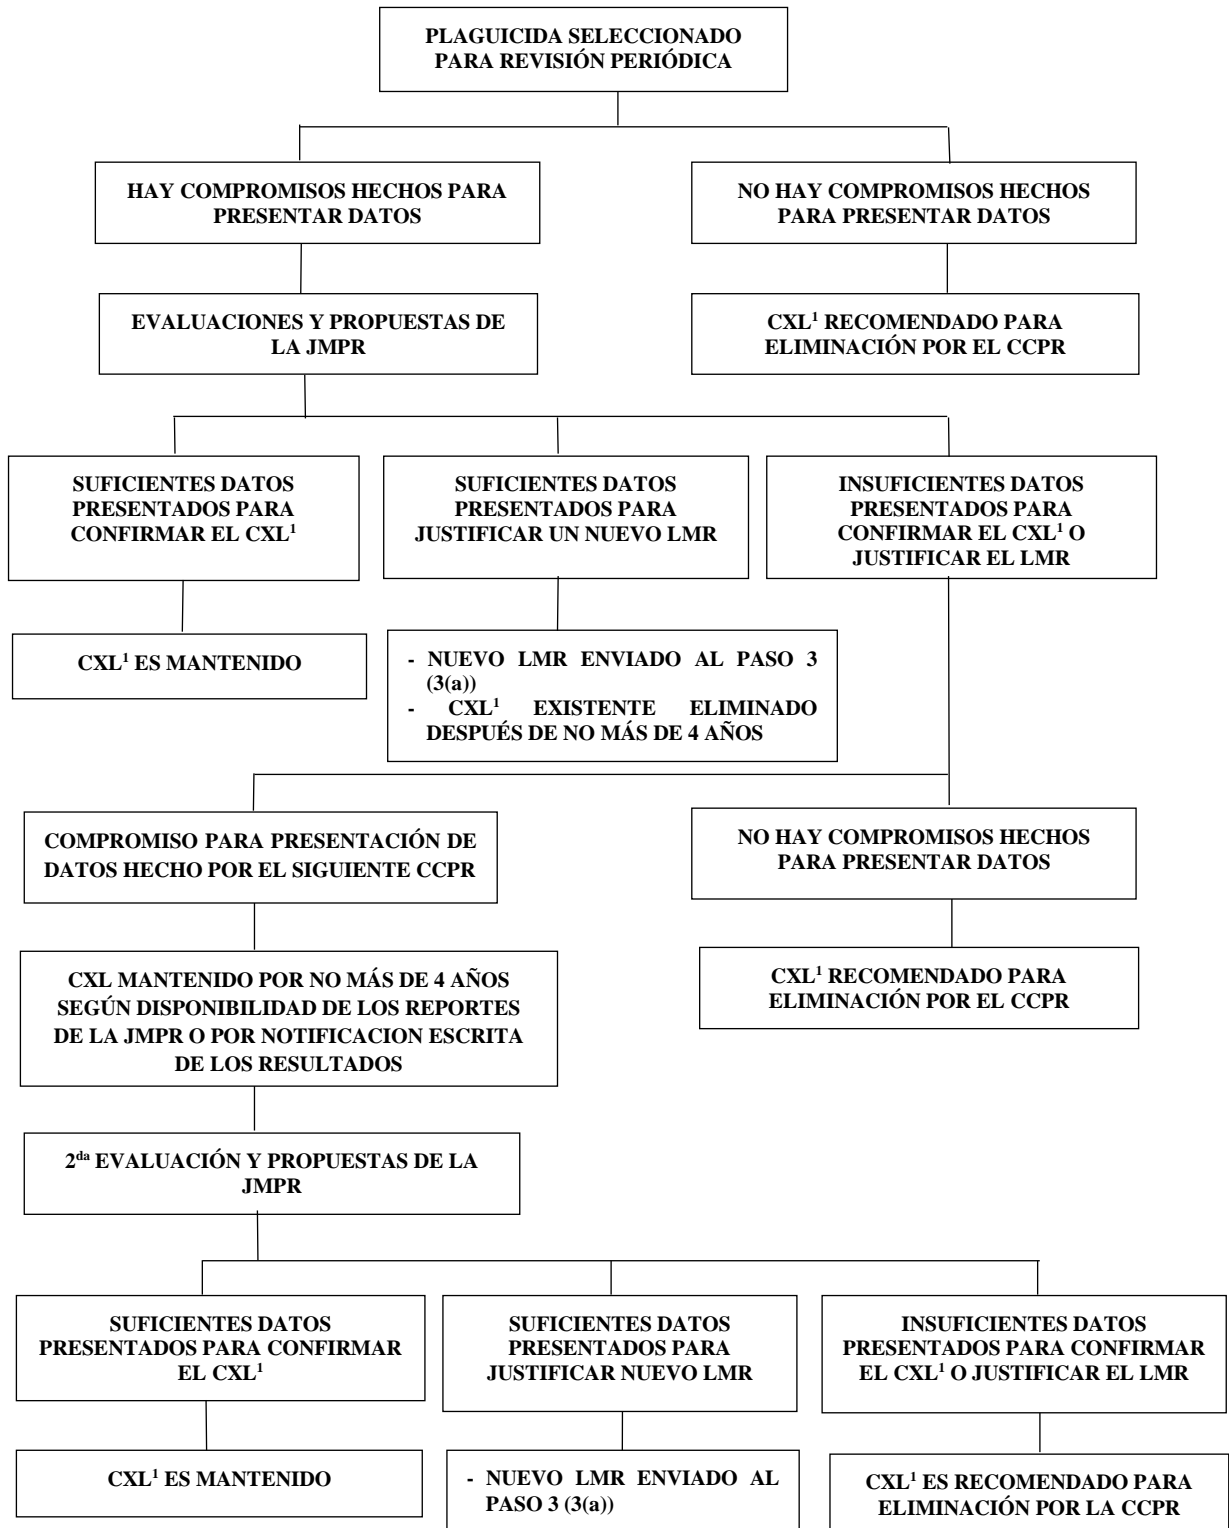 PLAGUICIDA SELECCIONADO
PARA REVISIÓN PERIÓDICA
HAY COMPROMISOS HECHOS PARA
PRESENTAR DATOS
NO HAY COMPROMISOS HECHOS
PARA PRESENTAR DATOS
EVALUACIONES Y PROPUESTAS DE
LA JMPR
CXL¹ RECOMENDADO PARA
ELIMINACIÓN POR EL CCPR
SUFICIENTES DATOS
PRESENTADOS PARA
CONFIRMAR EL CXL¹
SUFICIENTES DATOS
PRESENTADOS PARA
JUSTIFICAR UN NUEVO LMR
INSUFICIENTES DATOS
PRESENTADOS PARA
CONFIRMAR EL CXL¹ O
JUSTIFICAR EL LMR
CXL¹ ES MANTENIDO
- NUEVO LMR ENVIADO AL PASO 3
(3(a))
- CXL¹ EXISTENTE ELIMINADO
DESPUÉS DE NO MÁS DE 4 AÑOS
COMPROMISO PARA PRESENTACIÓN DE
DATOS HECHO POR EL SIGUIENTE CCPR
NO HAY COMPROMISOS HECHOS
PARA PRESENTAR DATOS
CXL MANTENIDO POR NO MÁS DE 4 AÑOS
SEGÚN DISPONIBILIDAD DE LOS REPORTES
DE LA JMPR O POR NOTIFICACION ESCRITA
DE LOS RESULTADOS
CXL¹ RECOMENDADO PARA
ELIMINACIÓN POR EL CCPR
2ᵈᵃ EVALUACIÓN Y PROPUESTAS DE LA
JMPR
SUFICIENTES DATOS
PRESENTADOS PARA CONFIRMAR
EL CXL¹
SUFICIENTES DATOS
PRESENTADOS PARA
JUSTIFICAR NUEVO LMR
INSUFICIENTES DATOS
PRESENTADOS PARA CONFIRMAR
EL CXL¹ O JUSTIFICAR EL LMR
CXL¹ ES MANTENIDO
- NUEVO LMR ENVIADO AL
PASO 3 (3(a))
CXL¹ ES RECOMENDADO PARA
ELIMINACIÓN POR LA CCPR